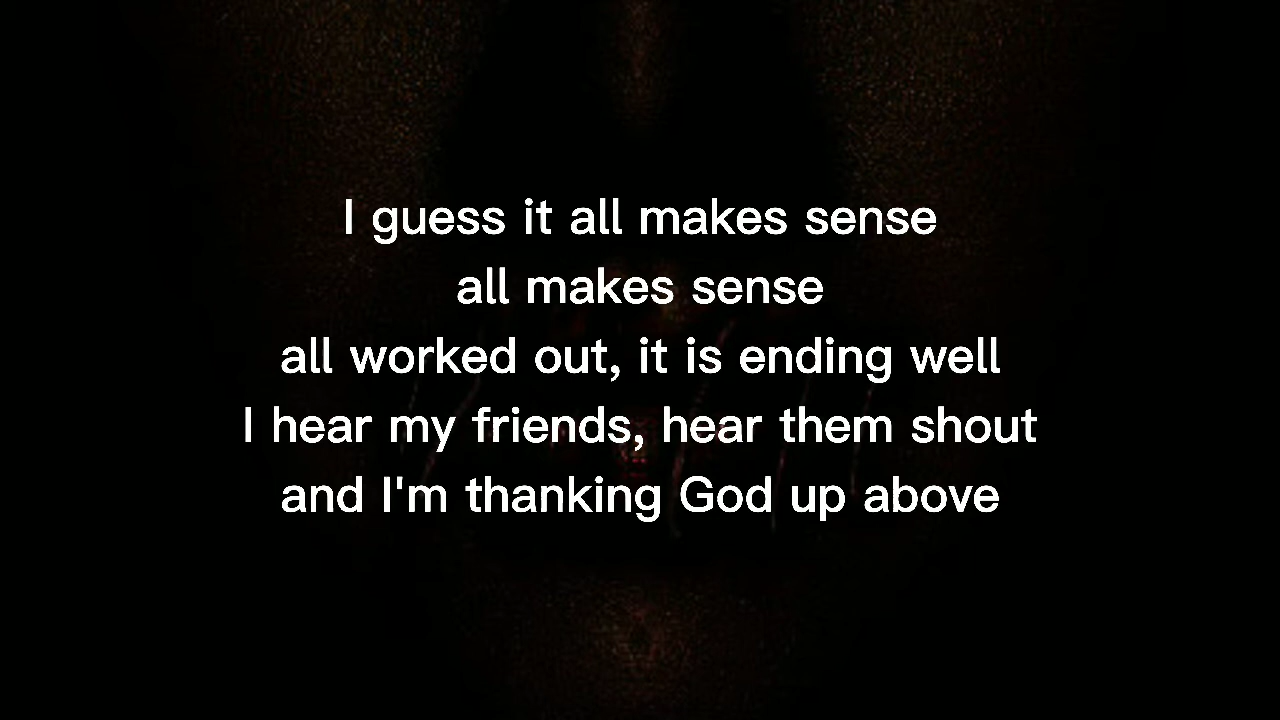 I guess it all makes sense
all makes sense
all worked out, it is ending well
I hear my friends, hear them shout
and I'm thanking God up above